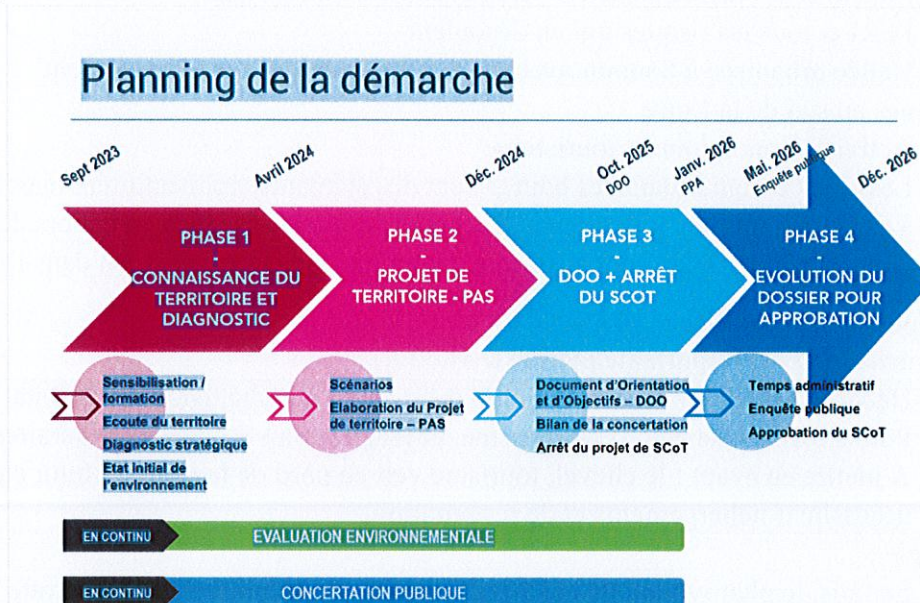 Planning de la démarche
Sept 2023
Avril 2024
Déc. 2024
Oct. 2025
DOO
Janv. 2026
PPA
Mai. 2026
Enquête publique
Déc. 2026
PHASE 1
-
CONNAISSANCE DU
TERRITOIRE ET
DIAGNOSTIC
PHASE 2
-
PROJET DE
TERRITOIRE - PAS
PHASE 3
-
DOO + ARRÊT
DU SCOT
PHASE 4
-
EVOLUTION DU
DOSSIER POUR
APPROBATION
Sensibilisation /
formation
Ecoute du territoire
Diagnostic stratégique
Etat initial de
l'environnement
Scénarios
Elaboration du Projet
de territoire – PAS
Document d'Orientation
et d'Objectifs – DOO
Bilan de la concertation
Arrêt du projet de SCoT
Temps administratif
Enquête publique
Approbation du SCoT
EN CONTINU
EVALUATION ENVIRONNEMENTALE
EN CONTINU
CONCERTATION PUBLIQUE